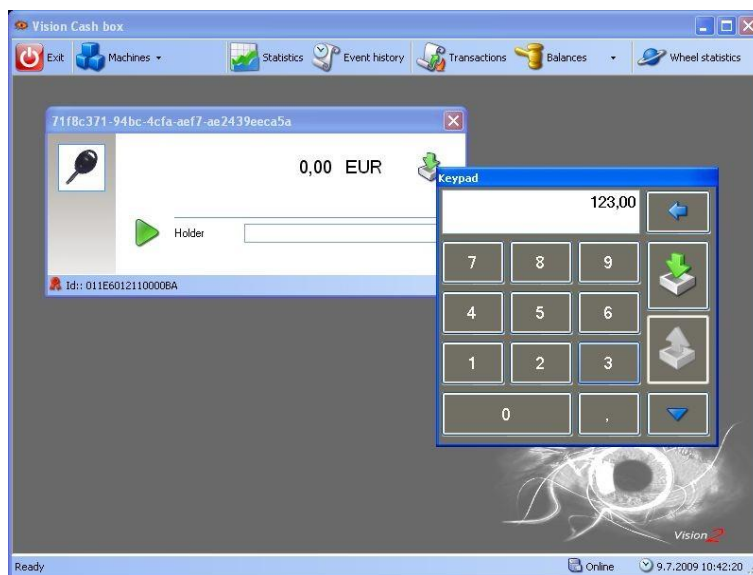 Vision Cash box
Exit Machines Statistics Event history Transactions Balances Wheel statistics
71f8c371-94bc-4cfa-aef7-ae2439eeca5a
0,00 EUR
Holder
Id:: 011E6012110000BA
Keypad
123,00
7 8 9
4 5 6
1 2 3
0 ,
Vision 2
Ready Online 9.7.2009 10:42:20